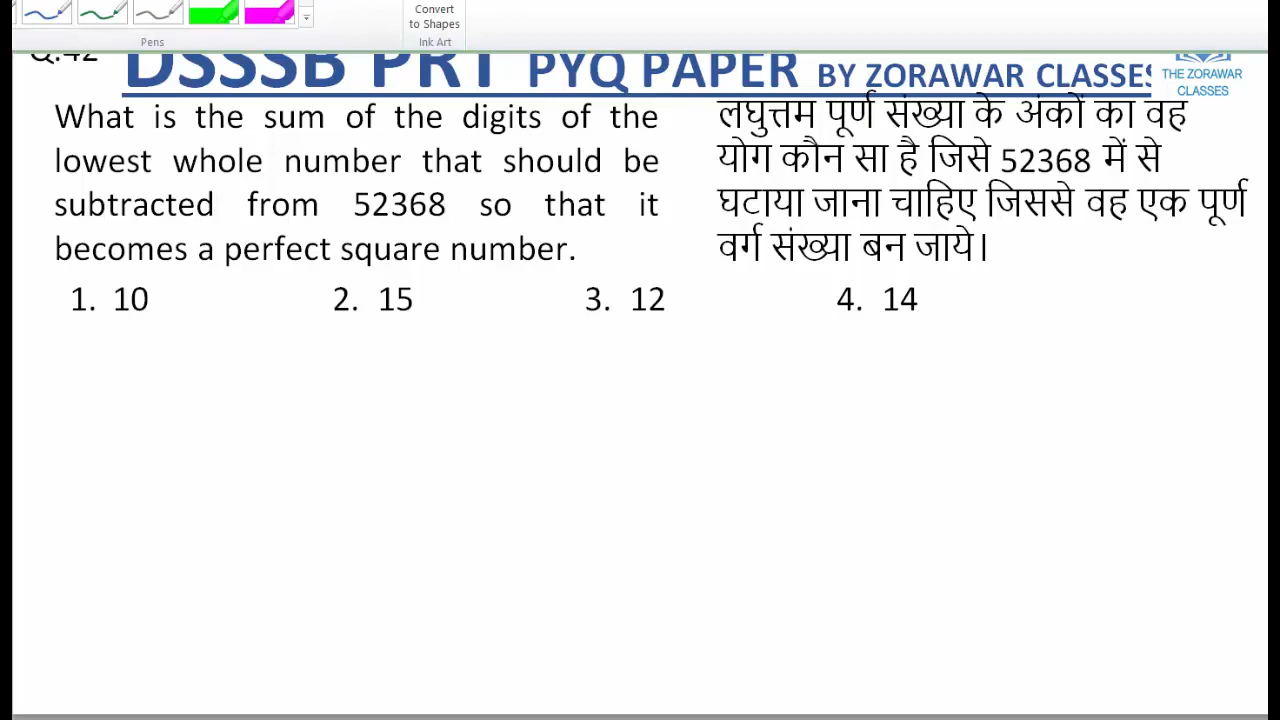 Convert
to Shapes
Pens
Ink Art
Q.42
DSSSB PRT PYQ PAPER BY ZORAWAR CLASSES
THE ZORAWAR
CLASSES
What is the sum of the digits of the
lowest whole number that should be
subtracted from 52368 so that it
becomes a perfect square number.
लघुत्तम पूर्ण संख्या के अंकों का वह
योग कौन सा है जिसे 52368 में से
घटाया जाना चाहिए जिससे वह एक पूर्ण
वर्ग संख्या बन जाये।
1. 10 2. 15 3. 12 4. 14